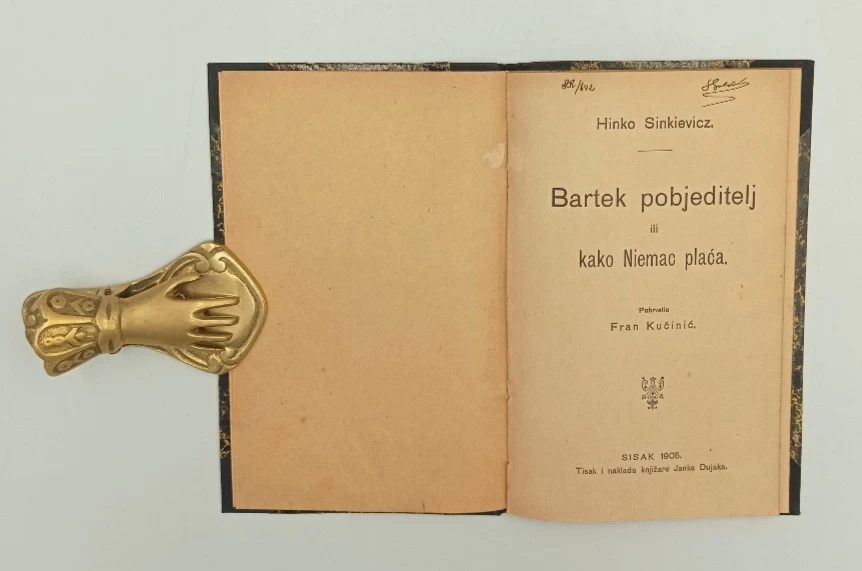 Hinko Sinkievicz.
Bartek pobjeditelj
ili
kako Niemac plaća.
Pohrvatio
Fran Kučinić.
SISAK 1905.
Tisak i naklada knjižare Janka Dujaka.